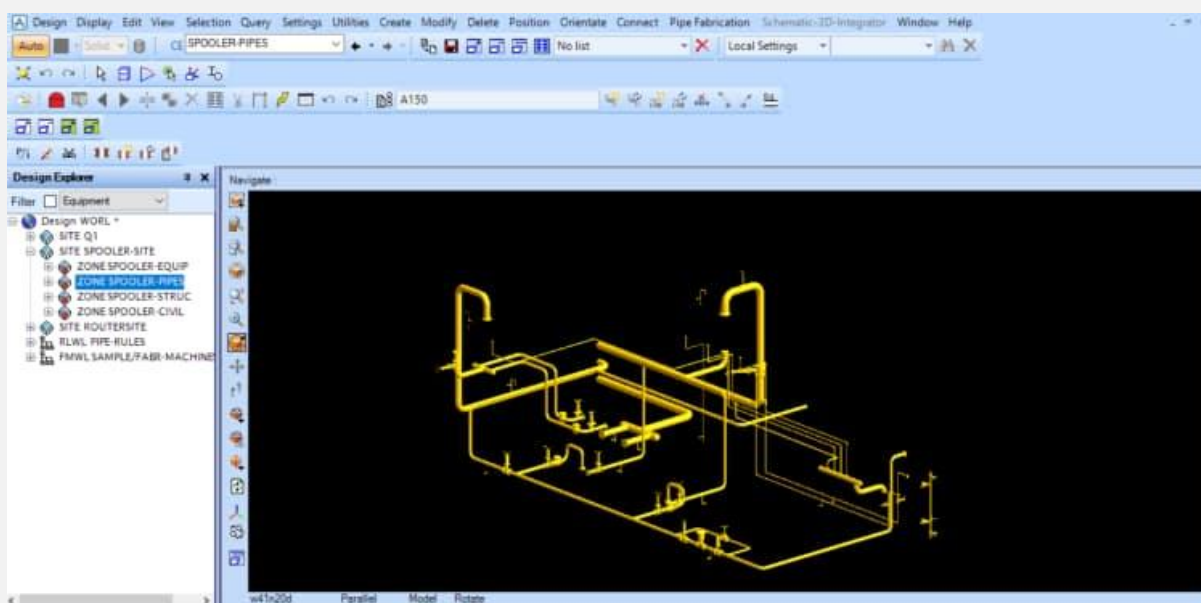 Design Display Edit View Selection Query Settings Utilities Create Modify Delete Position Orientate Connect Pipe Fabrication Schematic-3D-Integrator Window Help
Auto Solid CE SPOOLER-PIPES No list Local Settings
A150
Design Explorer
Navigate
Filter Equipment
Design WORL *
SITE Q1
SITE SPOOLER-SITE
ZONE SPOOLER-EQUIP
ZONE SPOOLER-PIPES
ZONE SPOOLER-STRUC
ZONE SPOOLER-CIVIL
SITE ROUTERSITE
RLWL PIPE-RULES
FMWL SAMPLE/FABR-MACHINE
w41n20d Parallel Model Rotate